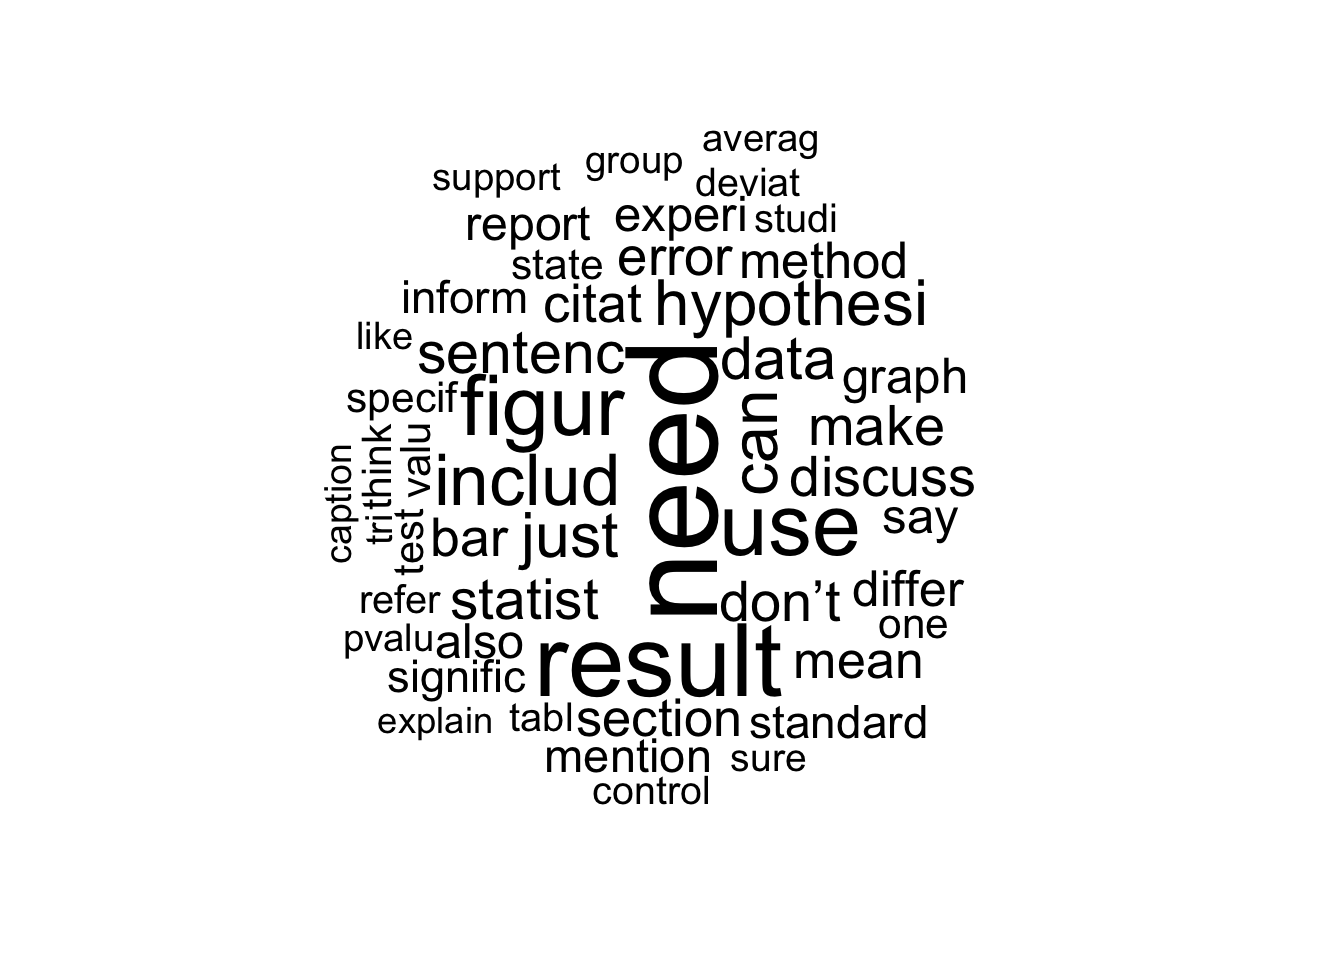 averag
group
support
deviat
experi
studi
report
error
method
state
inform
citat
hypothesi
like
sentenc
need
data
graph
specif
figur
can
make
caption
think
valu
includ
discuss
tri
test
bar
just
use
say
refer
statist
don’t
differ
one
pvalu
also
result
mean
signific
explain
tabl
section
standard
mention
sure
control